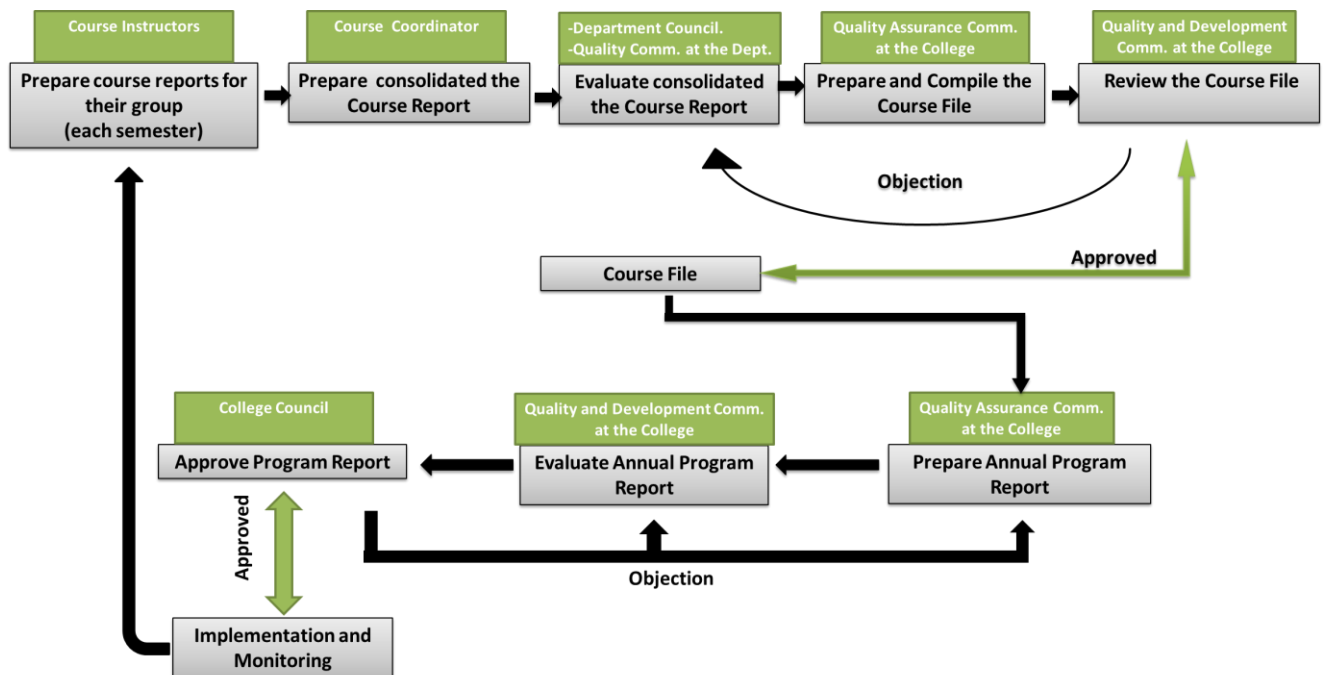 Course Instructors
Prepare course reports for
their group
(each semester)
Course Coordinator
Prepare consolidated the
Course Report
-Department Council.
-Quality Comm. at the Dept.
Evaluate consolidated
the Course Report
Quality Assurance Comm.
at the College
Prepare and Compile the
Course File
Quality and Development
Comm. at the College
Review the Course File
Objection
Approved
Course File
College Council
Approve Program Report
Quality and Development Comm.
at the College
Evaluate Annual Program
Report
Quality Assurance Comm.
at the College
Prepare Annual Program
Report
Approved
Objection
Implementation and
Monitoring